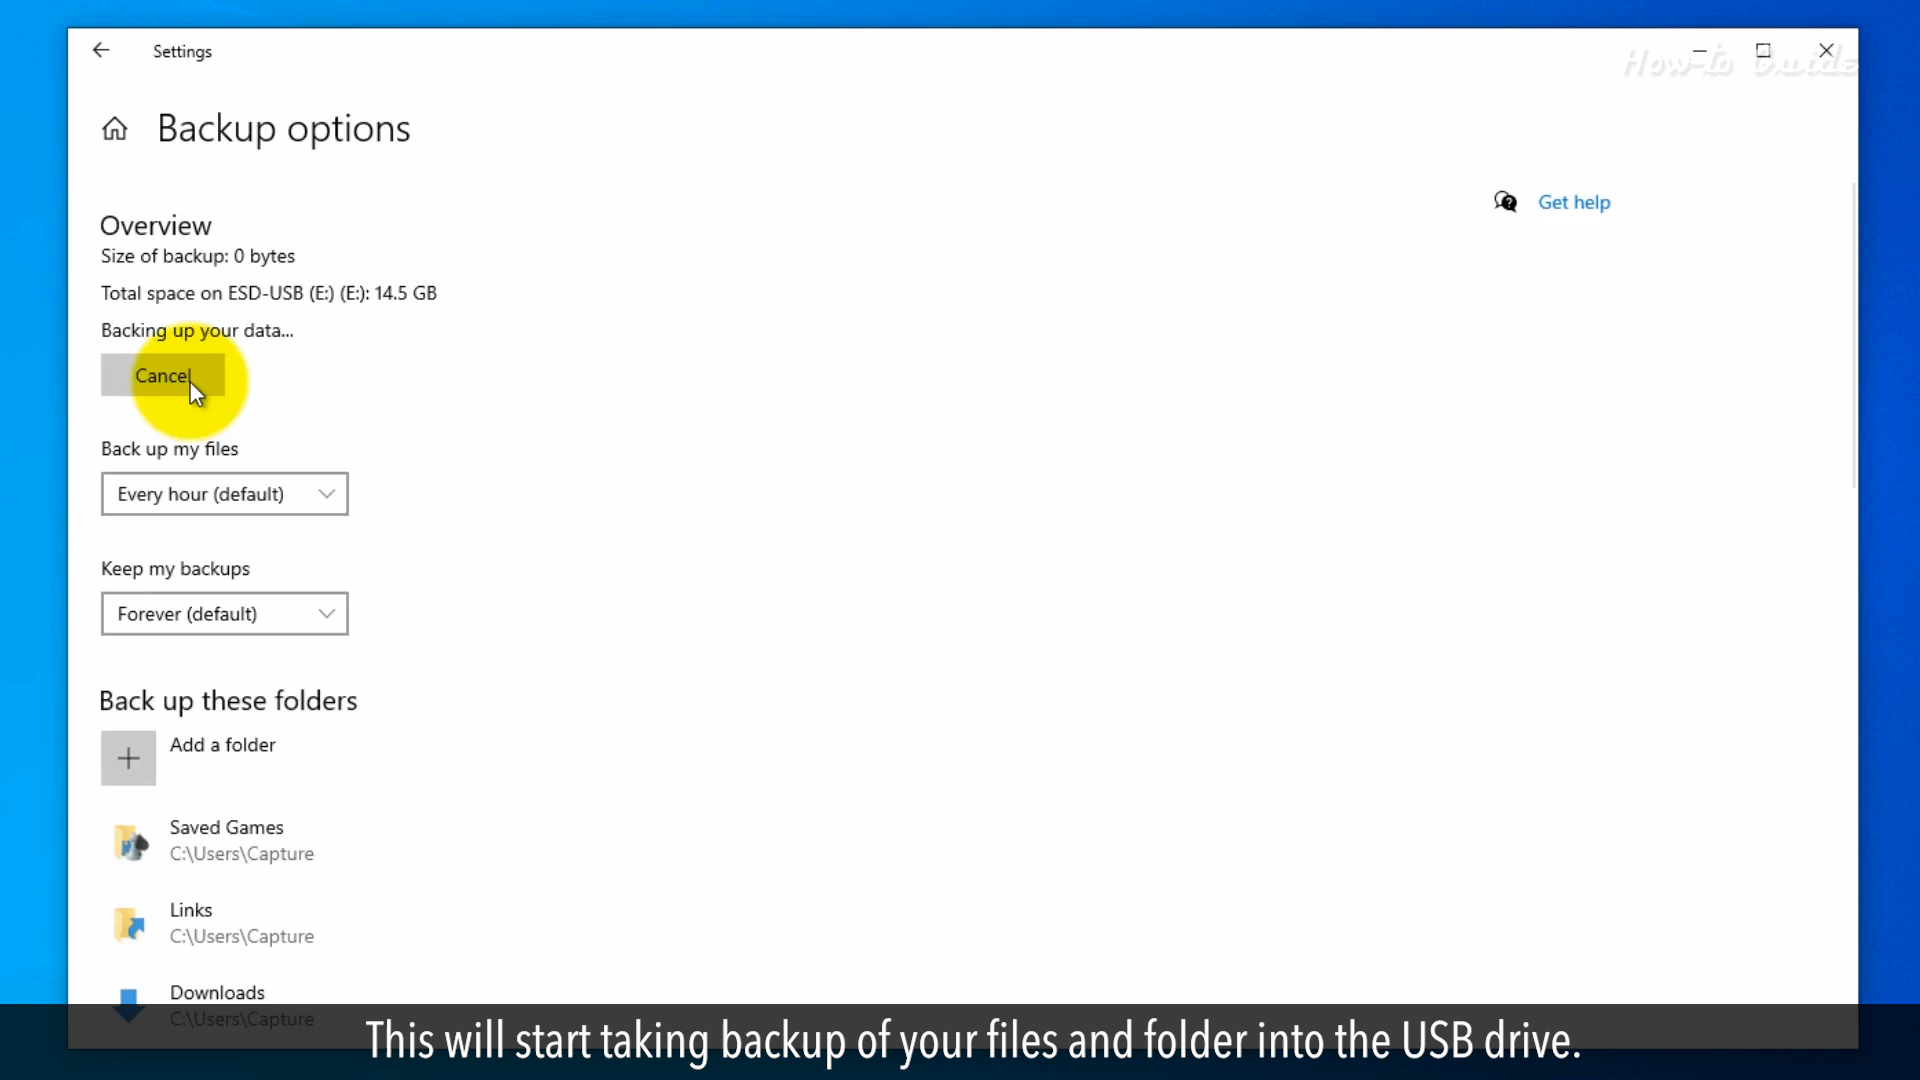 Settings
How-to Guide
Backup options
Get help
Overview
Size of backup: 0 bytes
Total space on ESD-USB (E:) (E:): 14.5 GB
Backing up your data...
Cancel
Back up my files
Every hour (default)
Keep my backups
Forever (default)
Back up these folders
Add a folder
Saved Games
C:\Users\Capture
Links
C:\Users\Capture
Downloads
C:\Users\Capture
This will start taking backup of your files and folder into the USB drive.